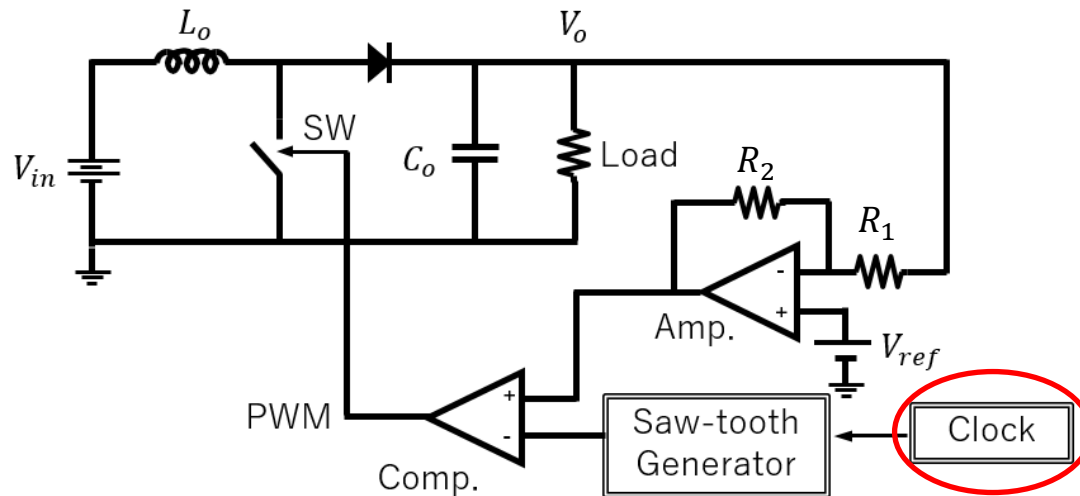 L_o
V_o
SW
V_in
C_o
Load
R_2
R_1
-
+
Amp.
V_ref
PWM
+
-
Comp.
Saw-tooth
Generator
Clock